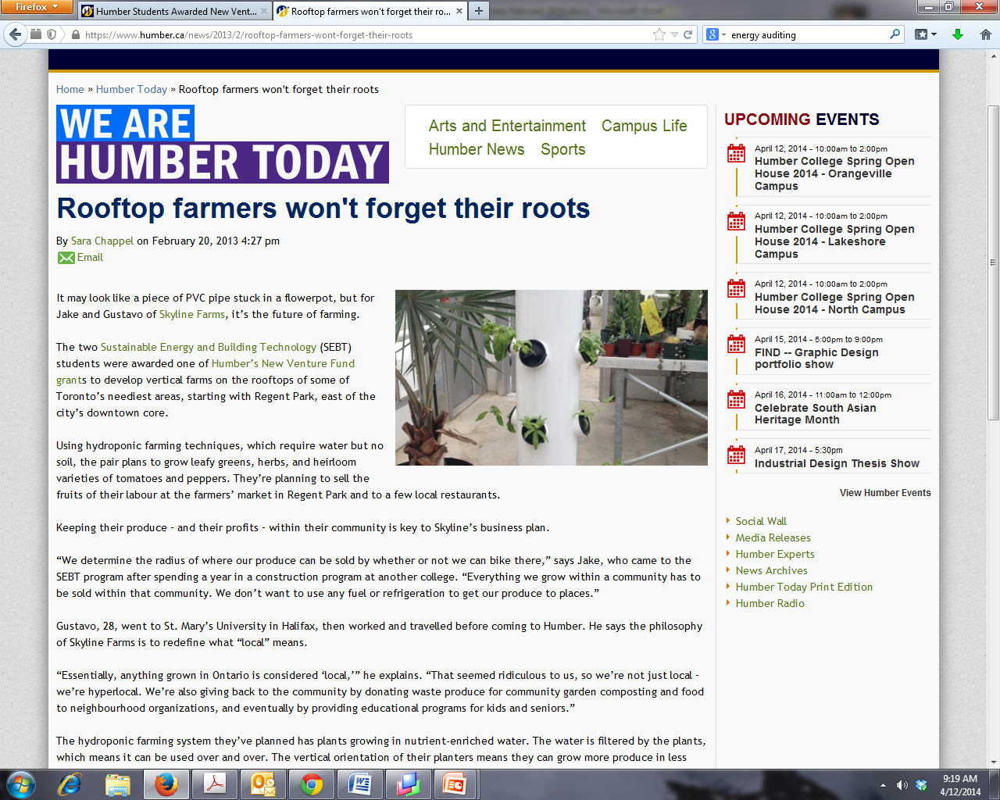 Firefox
Humber Students Awarded New Vent...
Rooftop farmers won't forget their ro...
https://www.humber.ca/news/2013/2/rooftop-farmers-wont-forget-their-roots
energy auditing
Home » Humber Today » Rooftop farmers won't forget their roots
WE ARE
HUMBER TODAY
Arts and Entertainment Campus Life
Humber News Sports
Rooftop farmers won't forget their roots
By Sara Chappel on February 20, 2013 4:27 pm
Email
It may look like a piece of PVC pipe stuck in a flowerpot, but for
Jake and Gustavo of Skyline Farms, it's the future of farming.
The two Sustainable Energy and Building Technology (SEBT)
students were awarded one of Humber's New Venture Fund
grants to develop vertical farms on the rooftops of some of
Toronto's neediest areas, starting with Regent Park, east of the
city's downtown core.
Using hydroponic farming techniques, which require water but no
soil, the pair plans to grow leafy greens, herbs, and heirloom
varieties of tomatoes and peppers. They're planning to sell the
fruits of their labour at the farmers' market in Regent Park and to a few local restaurants.
Keeping their produce – and their profits – within their community is key to Skyline's business plan.
“We determine the radius of where our produce can be sold by whether or not we can bike there,” says Jake, who came to the
SEBT program after spending a year in a construction program at another college. “Everything we grow within a community has to
be sold within that community. We don't want to use any fuel or refrigeration to get our produce to places.”
Gustavo, 28, went to St. Mary's University in Halifax, then worked and travelled before coming to Humber. He says the philosophy
of Skyline Farms is to redefine what “local” means.
“Essentially, anything grown in Ontario is considered ‘local,’” he explains. “That seemed ridiculous to us, so we're not just local –
we're hyperlocal. We're also giving back to the community by donating waste produce for community garden composting and food
to neighbourhood organizations, and eventually by providing educational programs for kids and seniors.”
The hydroponic farming system they've planned has plants growing in nutrient-enriched water. The water is filtered by the plants,
which means it can be used over and over. The vertical orientation of their planters means they can grow more produce in less
UPCOMING EVENTS
April 12, 2014 - 10:00am to 2:00pm
Humber College Spring Open
House 2014 - Orangeville
Campus
April 12, 2014 - 10:00am to 2:00pm
Humber College Spring Open
House 2014 - Lakeshore
Campus
April 12, 2014 - 10:00am to 2:00pm
Humber College Spring Open
House 2014 - North Campus
April 15, 2014 - 5:00pm to 9:00pm
FIND -- Graphic Design
portfolio show
April 16, 2014 - 11:00am to 12:00pm
Celebrate South Asian
Heritage Month
April 17, 2014 - 5:30pm
Industrial Design Thesis Show
View Humber Events
Social Wall
Media Releases
Humber Experts
News Archives
Humber Today Print Edition
Humber Radio
9:19 AM
4/12/2014